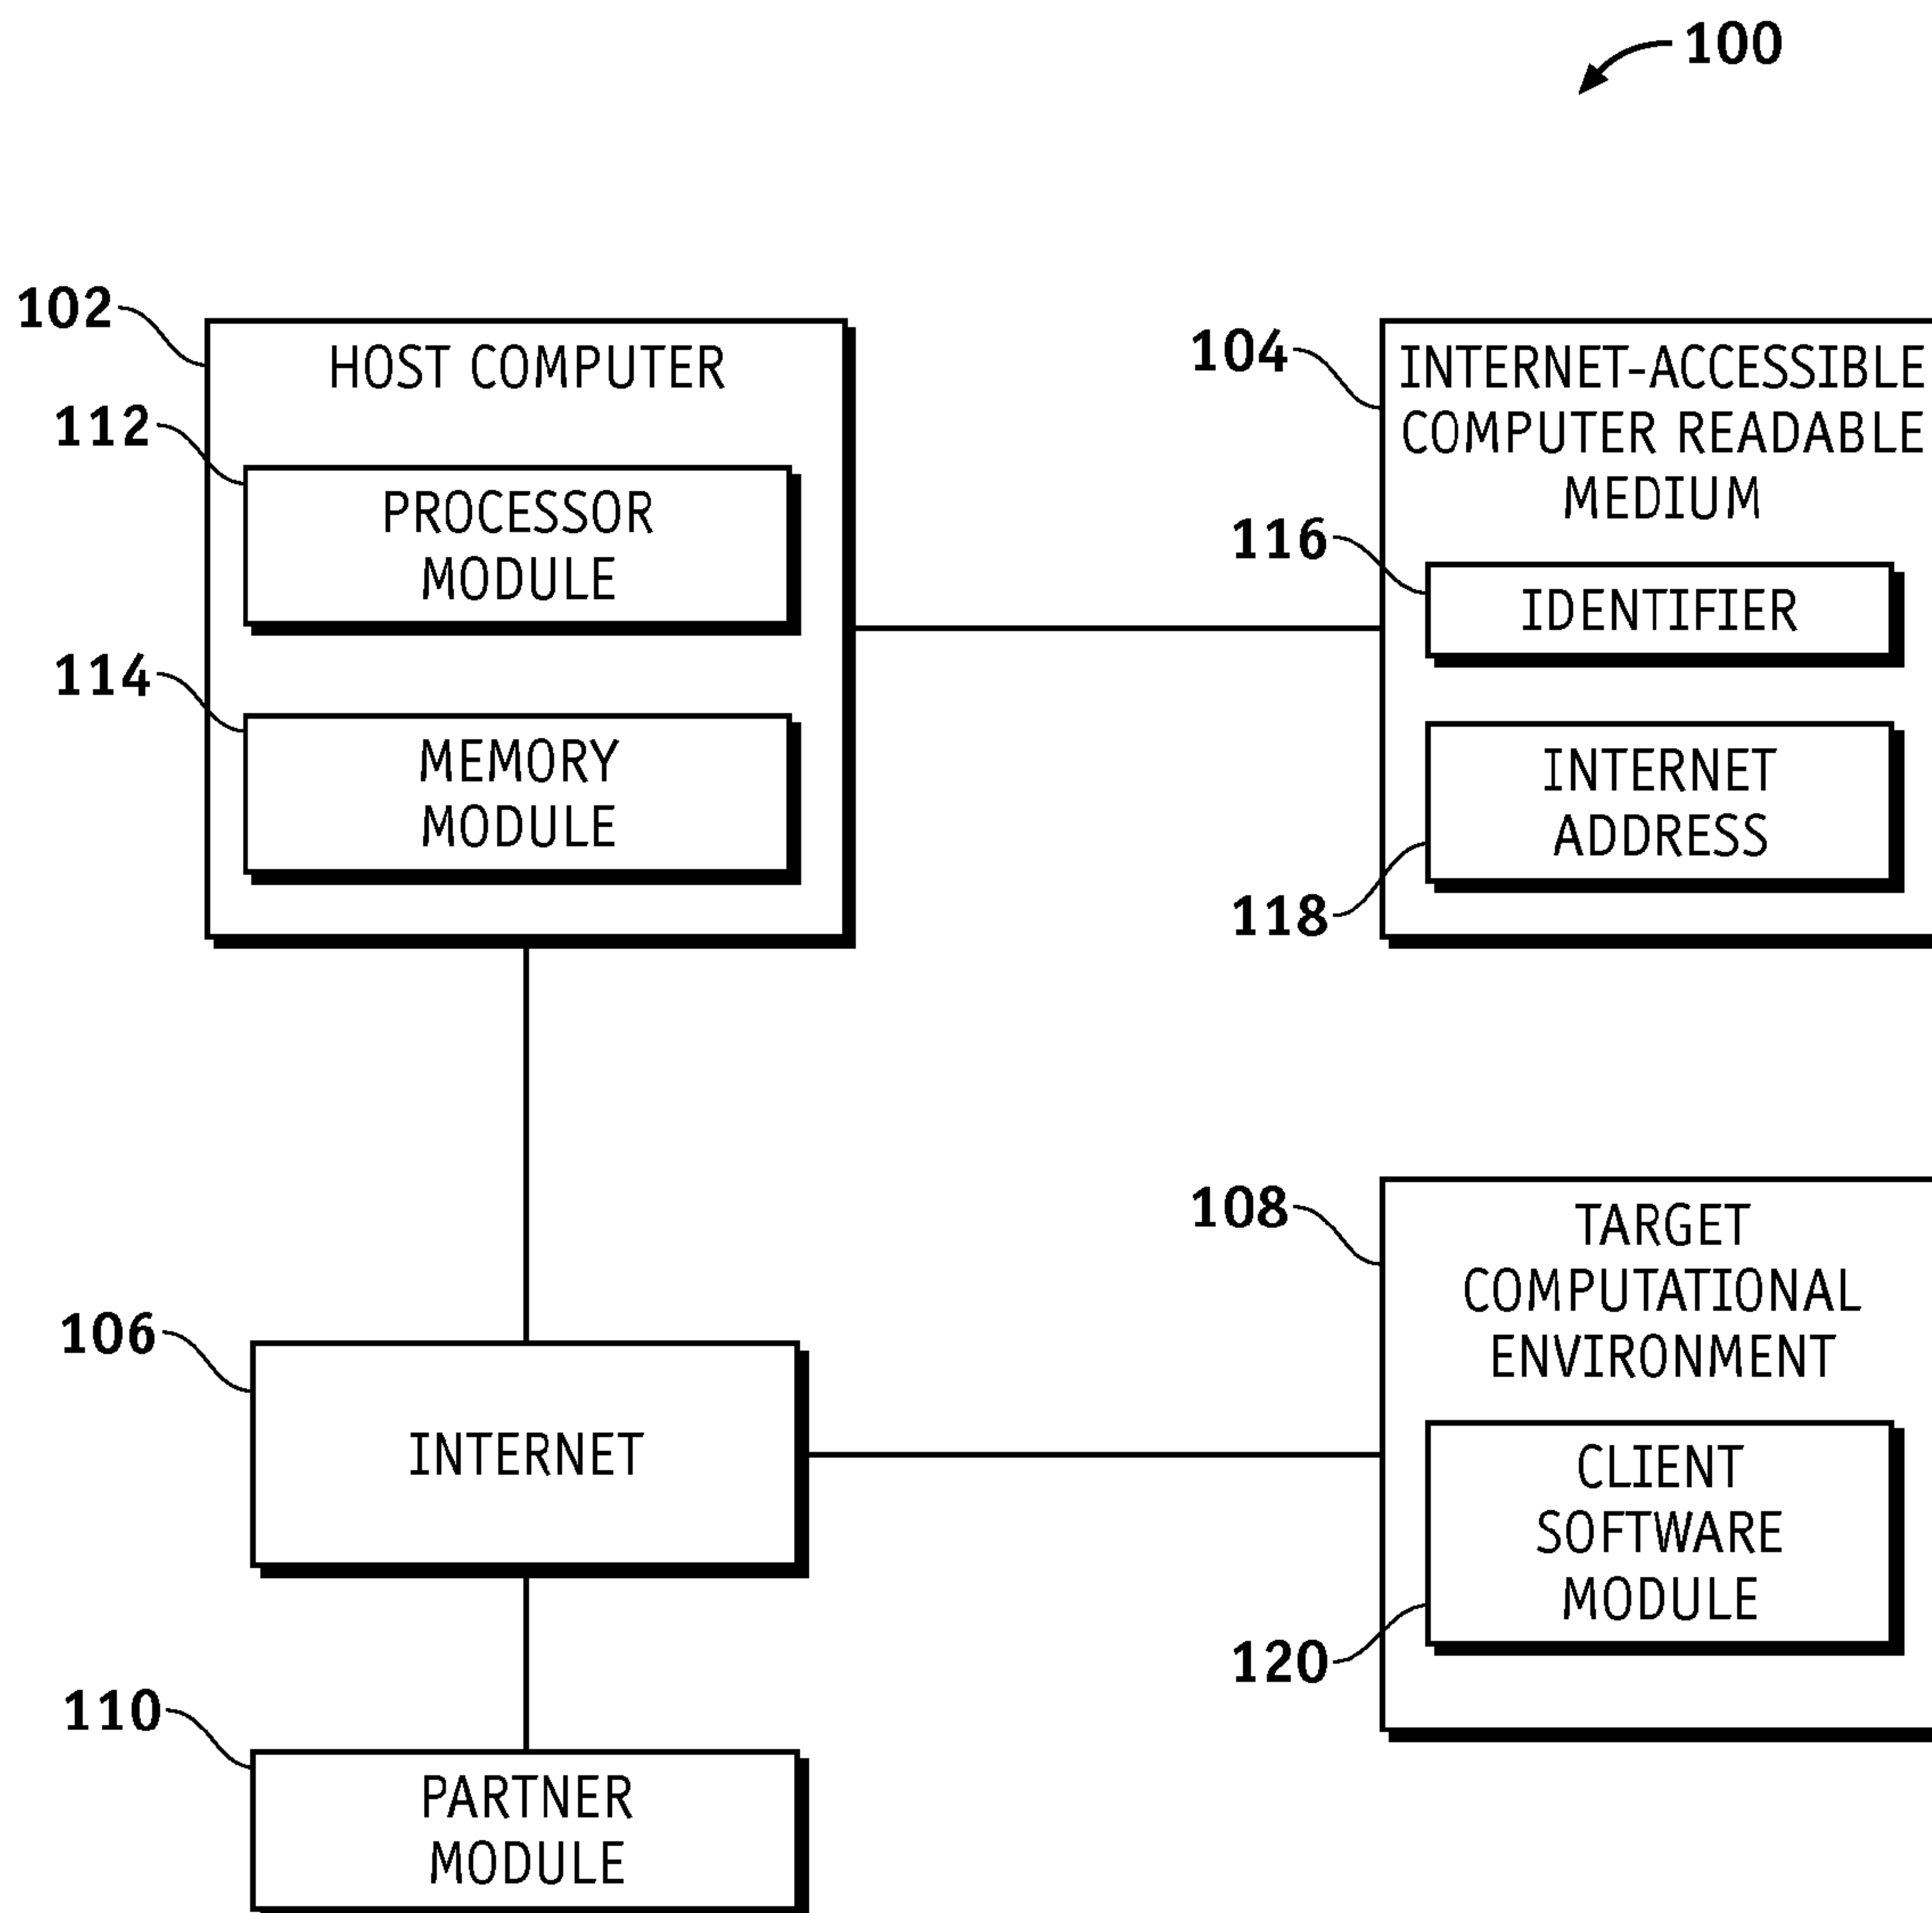 100
102
HOST COMPUTER
112
PROCESSOR
MODULE
114
MEMORY
MODULE
104
INTERNET-ACCESSIBLE
COMPUTER READABLE
MEDIUM
116
IDENTIFIER
INTERNET
ADDRESS
118
106
INTERNET
108
TARGET
COMPUTATIONAL
ENVIRONMENT
CLIENT
SOFTWARE
MODULE
120
110
PARTNER
MODULE